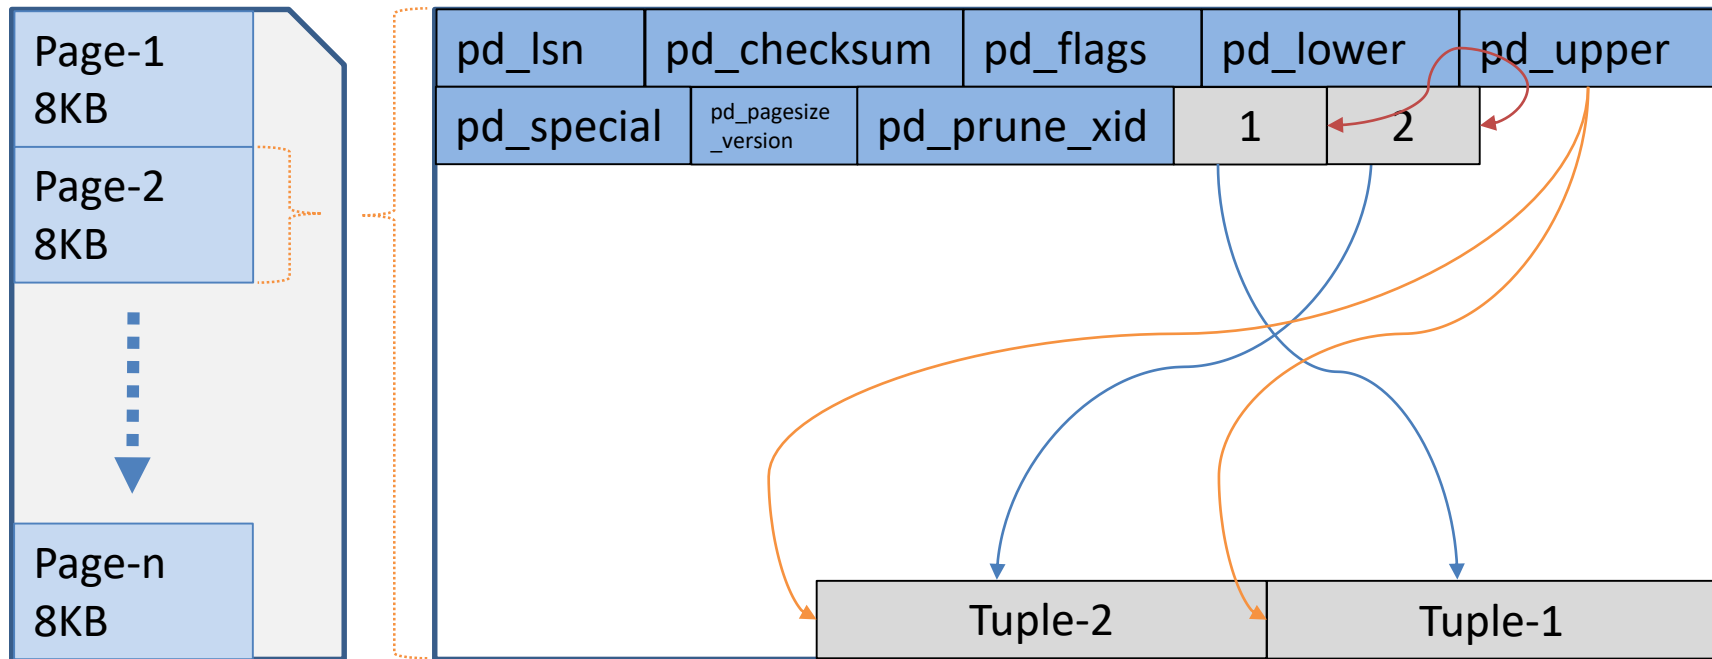 Page-1
8KB
Page-2
8KB
Page-n
8KB
pd_lsn
pd_checksum
pd_flags
pd_lower
pd_upper
pd_special
pd_pagesize
_version
pd_prune_xid
1
2
Tuple-2
Tuple-1